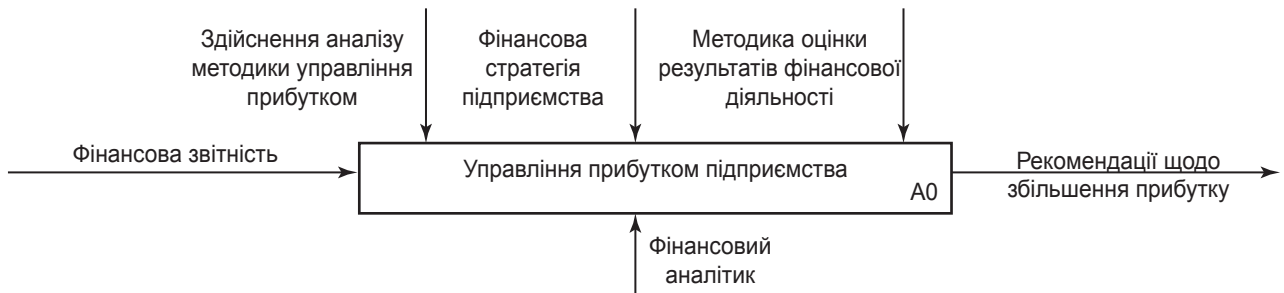 Здійснення аналізу
методики управління
прибутком
Фінансова
стратегія
підприємства
Методика оцінки
результатів фінансової
діяльності
Фінансова звітність
Управління прибутком підприємства
А0
Рекомендації щодо
збільшення прибутку
Фінансовий
аналітик